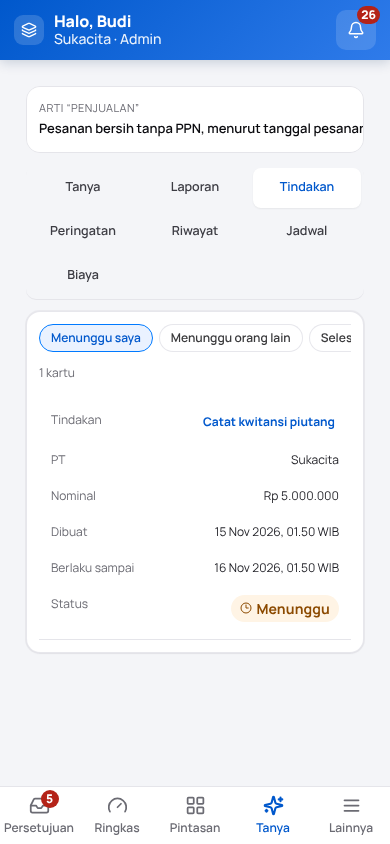 Halo, Budi
Sukacita · Admin
26
ARTI "PENJUALAN"
Pesanan bersih tanpa PPN, menurut tanggal pesanan
Tanya
Laporan
Tindakan
Peringatan
Riwayat
Jadwal
Biaya
Menunggu saya
Menunggu orang lain
Seles
1 kartu
Tindakan
Catat kwitansi piutang
PT
Sukacita
Nominal
Rp 5.000.000
Dibuat
15 Nov 2026, 01.50 WIB
Berlaku sampai
16 Nov 2026, 01.50 WIB
Status
Menunggu
5
Persetujuan
Ringkas
Pintasan
Tanya
Lainnya